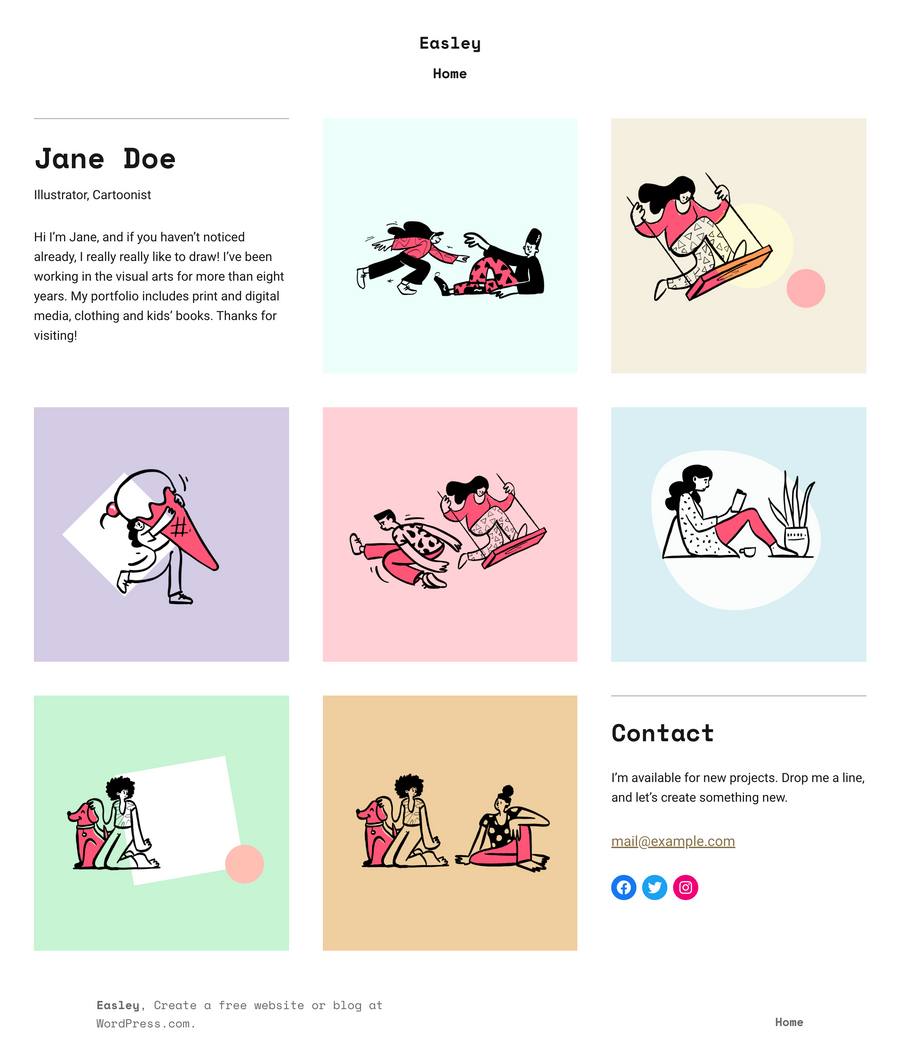 Easley
Home
Jane Doe
Illustrator, Cartoonist
Hi I’m Jane, and if you haven’t noticed
already, I really really like to draw! I’ve been
working in the visual arts for more than eight
years. My portfolio includes print and digital
media, clothing and kids’ books. Thanks for
visiting!
Contact
I’m available for new projects. Drop me a line,
and let’s create something new.
mail@example.com
Easley, Create a free website or blog at
WordPress.com.
Home